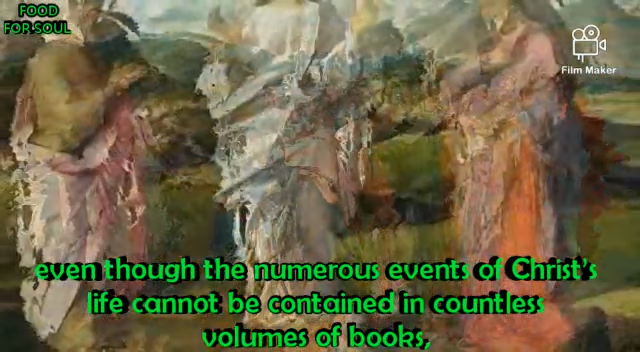 FOOD
FOR SOUL
Film Maker
even though the numerous events of Christ's
life cannot be contained in countless
volumes of books,